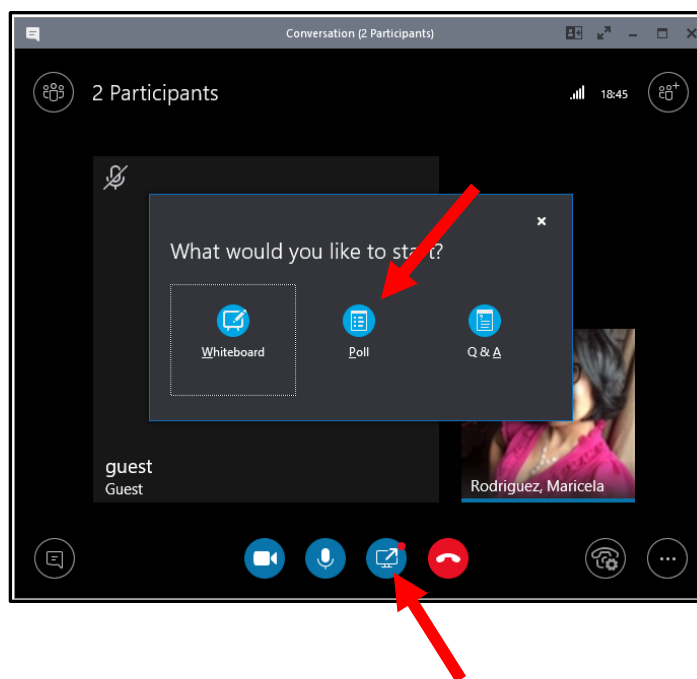 Conversation (2 Participants)
2 Participants
18:45
What would you like to start?
Whiteboard
Poll
Q & A
guest
Guest
Rodriguez, Maricela